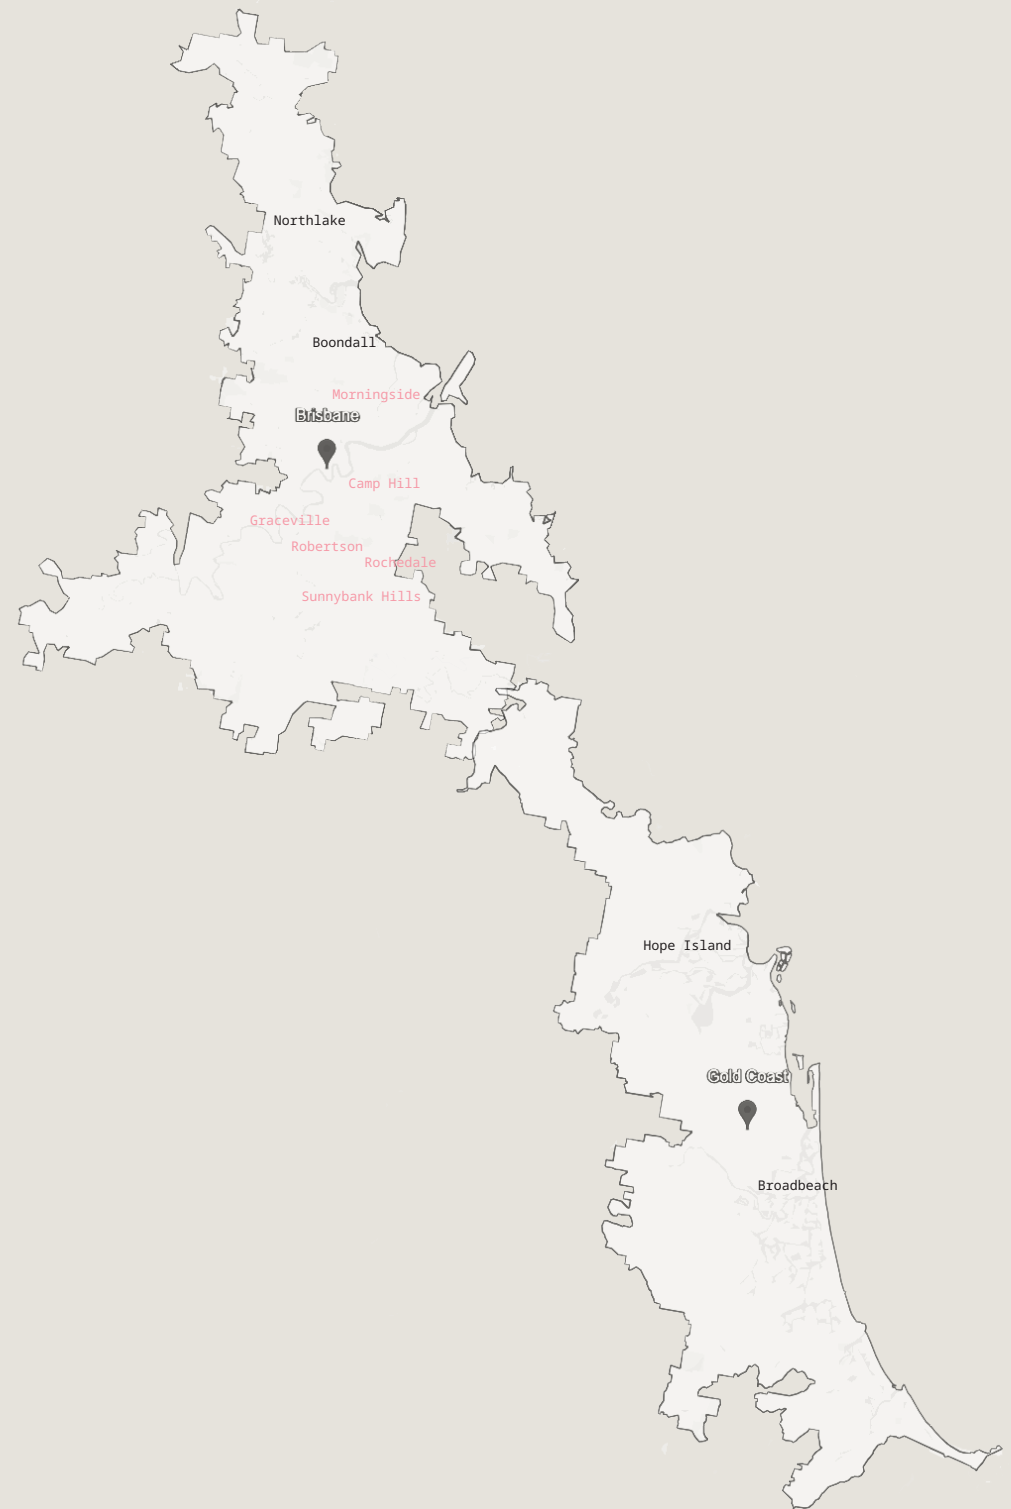 Northlake
Boondall
Morningside
Brisbane
Camp Hill
Graceville
Robertson
Rochedale
Sunnybank Hills
Hope Island
Gold Coast
Broadbeach